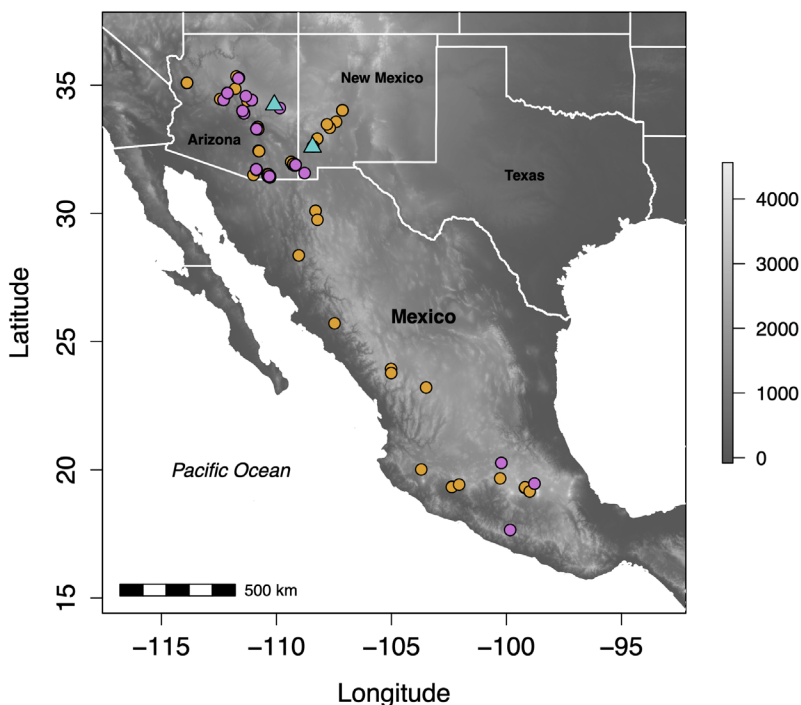 35
30
25
20
15
Latitude
New Mexico
Arizona
Texas
Mexico
Pacific Ocean
500 km
4000
3000
2000
1000
0
−115
−110
−105
−100
−95
Longitude